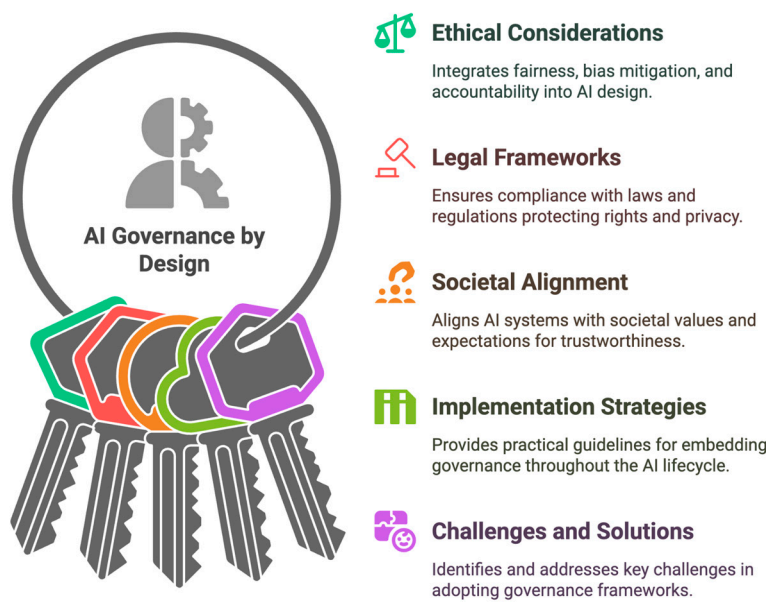 AI Governance by
Design
Ethical Considerations
Integrates fairness, bias mitigation, and
accountability into AI design.
Legal Frameworks
Ensures compliance with laws and
regulations protecting rights and privacy.
Societal Alignment
Aligns AI systems with societal values and
expectations for trustworthiness.
Implementation Strategies
Provides practical guidelines for embedding
governance throughout the AI lifecycle.
Challenges and Solutions
Identifies and addresses key challenges in
adopting governance frameworks.